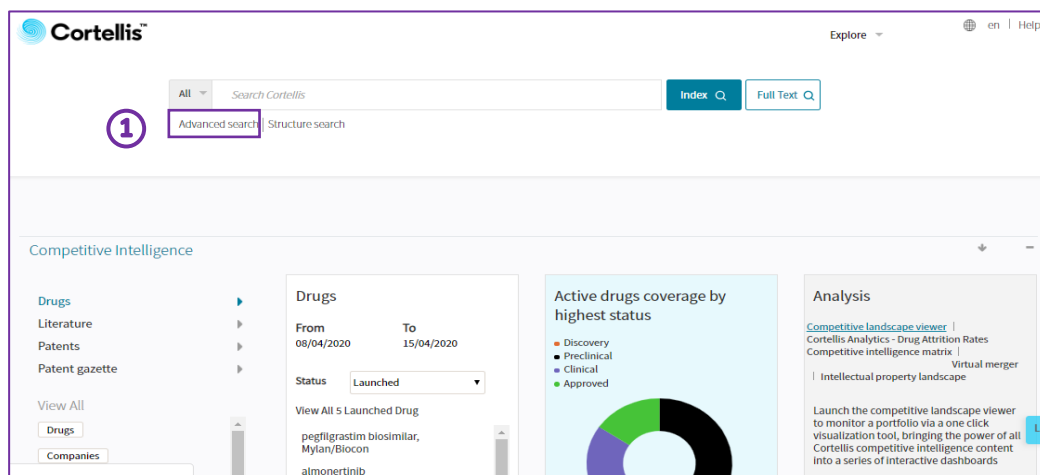 Cortellis™
Explore
en | Help
All
Search Cortellis
Index
Full Text
1
Advanced search | Structure search
Competitive Intelligence
Drugs
Literature
Patents
Patent gazette
View All
Drugs
Companies
Drugs
From To
08/04/2020 15/04/2020
Status Launched
View All 5 Launched Drug
pegfilgrastim biosimilar,
Mylan/Biocon
almonertinib
Active drugs coverage by
highest status
Discovery
Preclinical
Clinical
Approved
Analysis
Competitive landscape viewer |
Cortellis Analytics - Drug Attrition Rates
Competitive intelligence matrix |
Virtual merger
| Intellectual property landscape
Launch the competitive landscape viewer
to monitor a portfolio via a one click
visualization tool, bringing the power of all
Cortellis competitive intelligence content
into a series of interactive dashboards
L